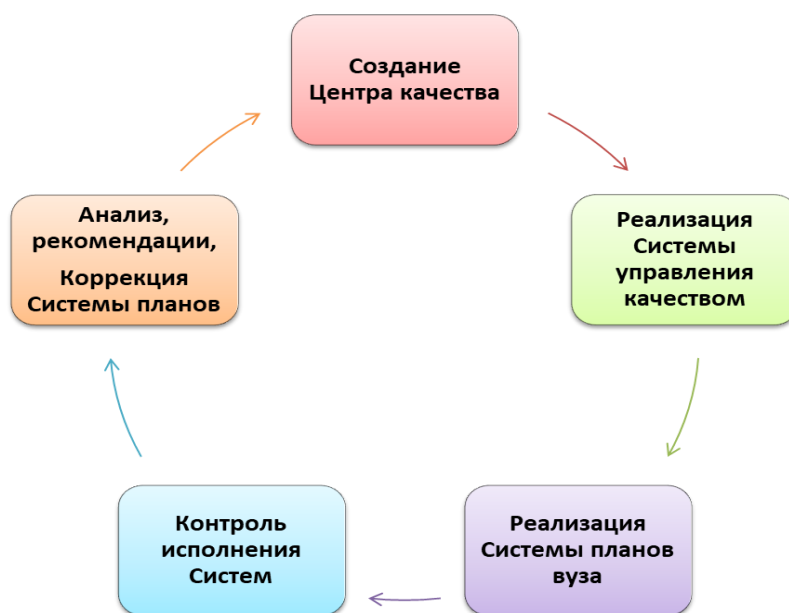 Создание
Центра качества
Реализация
Системы
управления
качеством
Реализация
Системы планов
вуза
Контроль
исполнения
Систем
Анализ,
рекомендации,
Коррекция
Системы планов